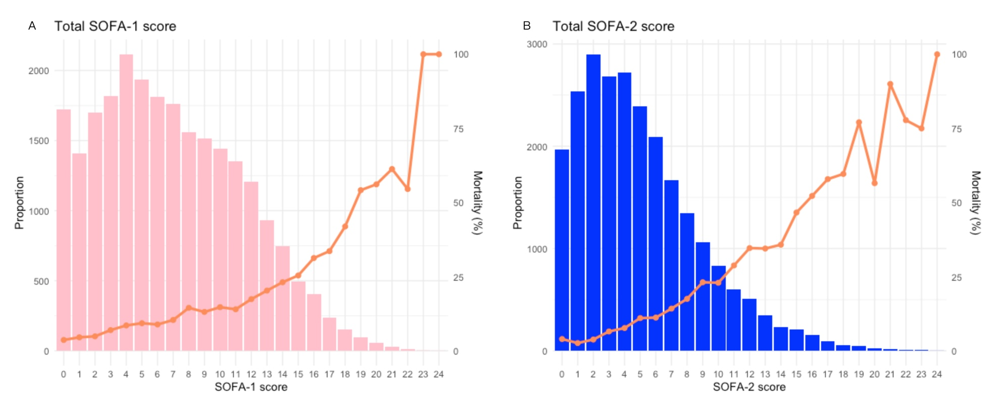 A Total SOFA-1 score
2000
1500
1000
500
0
Proportion
100
75
50
25
0
Mortality (%)
0 1 2 3 4 5 6 7 8 9 10 11 12 13 14 15 16 17 18 19 20 21 22 23 24
SOFA-1 score
B Total SOFA-2 score
3000
2000
1000
0
Proportion
100
75
50
25
0
Mortality (%)
0 1 2 3 4 5 6 7 8 9 10 11 12 13 14 15 16 17 18 19 20 21 22 23 24
SOFA-2 score